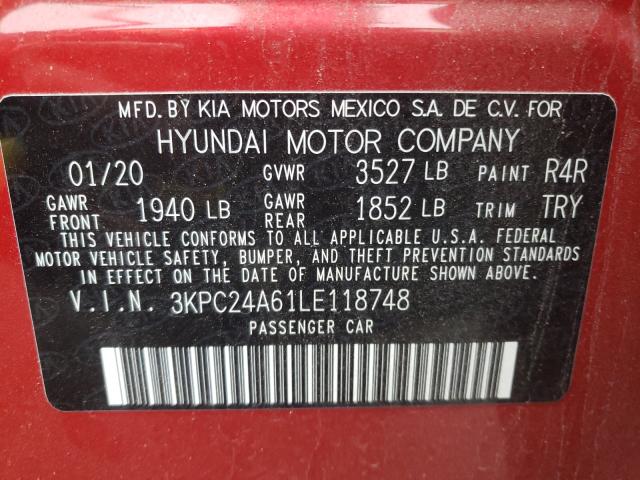 MFD. BY KIA MOTORS MEXICO S.A. DE C.V. FOR
HYUNDAI MOTOR COMPANY
01/20 GVWR 3527 LB PAINT R4R
GAWR FRONT 1940 LB GAWR REAR 1852 LB TRIM TRY
THIS VEHICLE CONFORMS TO ALL APPLICABLE U.S.A. FEDERAL
MOTOR VEHICLE SAFETY, BUMPER, AND THEFT PREVENTION STANDARDS
IN EFFECT ON THE DATE OF MANUFACTURE SHOWN ABOVE.
V.I.N. 3KPC24A61LE118748
PASSENGER CAR